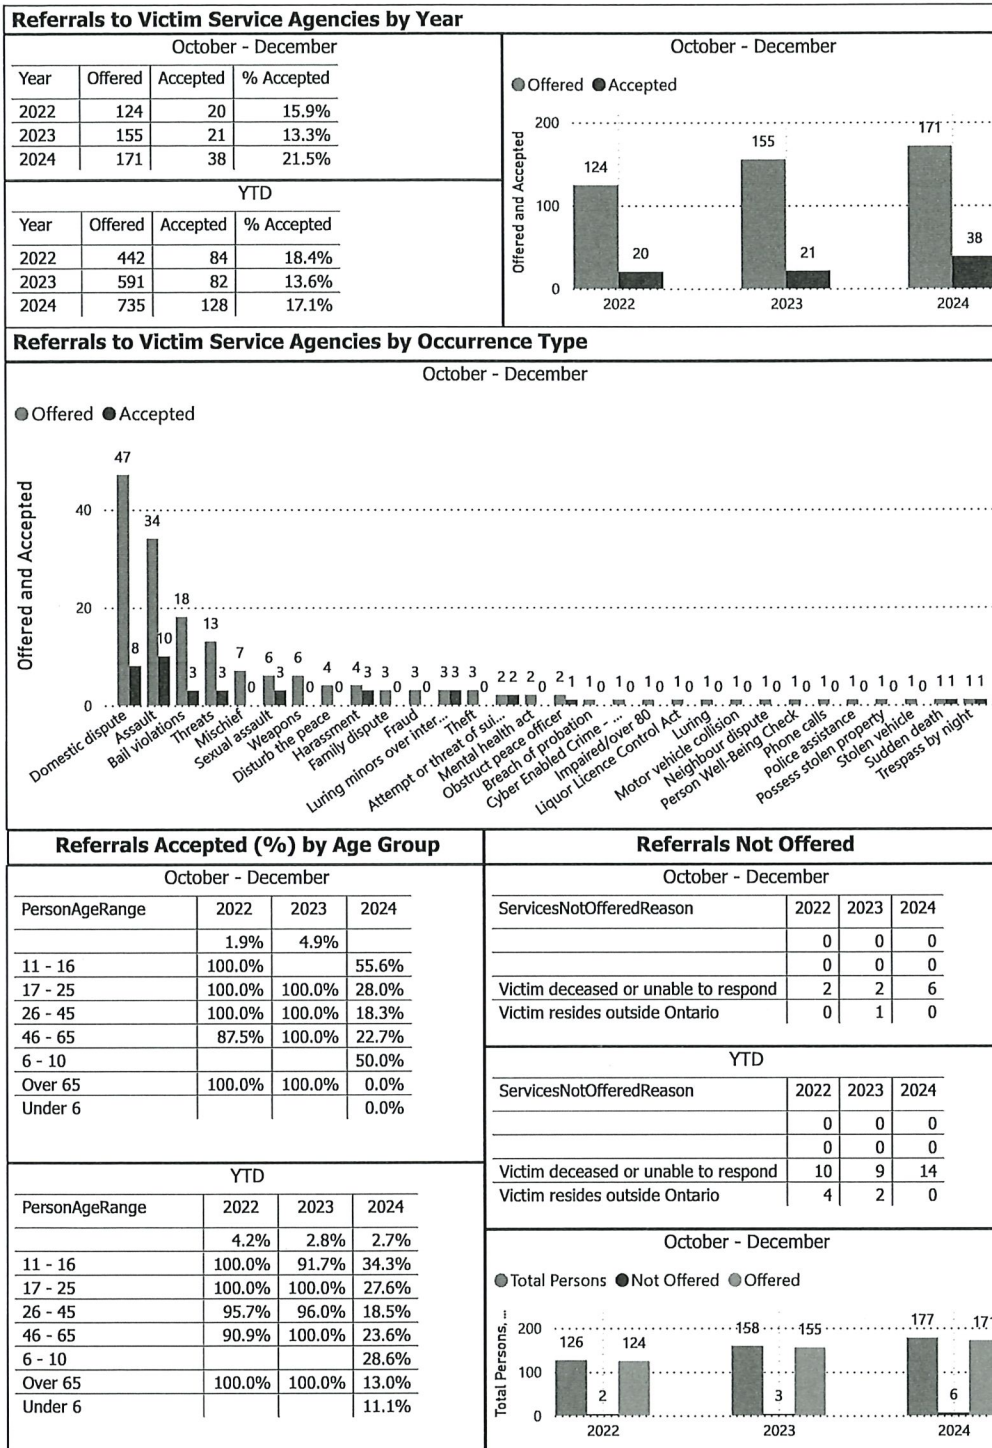 Referrals to Victim Service Agencies by Year
October - December
Year Offered Accepted % Accepted
2022 124 20 15.9%
2023 155 21 13.3%
2024 171 38 21.5%
YTD
Year Offered Accepted % Accepted
2022 442 84 18.4%
2023 591 82 13.6%
2024 735 128 17.1%
October - December
Offered Accepted
Offered and Accepted
200
100
0
124 20 155 21 171 38
2022 2023 2024
Referrals to Victim Service Agencies by Occurrence Type
October - December
Offered Accepted
Offered and Accepted
40
20
0
47 8 34 10 18 3 13 3 7 0 6 3 6 0 4 0 4 3 3 0 3 0 3 3 3 0 2 2 2 0 2 1 1 0 1 0 1 0 1 0 1 0 1 0 1 0 1 0 1 0 1 0 1 0 1 0 1 1 1 1
Domestic dispute
Assault
Bail violations
Threats
Mischief
Sexual assault
Weapons
Disturb the peace
Harassment
Family dispute
Fraud
Luring minors over inter...
Theft
Attempt or threat of sui...
Mental health act
Obstruct peace officer
Breach of probation
Cyber Enabled Crime - ...
Impaired/over 80
Liquor Licence Control Act
Luring
Motor vehicle collision
Neighbour dispute
Person Well-Being Check
Phone calls
Police assistance
Possess stolen property
Stolen vehicle
Sudden death
Trespass by night
Referrals Accepted (%) by Age Group
October - December
PersonAgeRange 2022 2023 2024
1.9% 4.9%
11 - 16 100.0% 55.6%
17 - 25 100.0% 100.0% 28.0%
26 - 45 100.0% 100.0% 18.3%
46 - 65 87.5% 100.0% 22.7%
6 - 10 50.0%
Over 65 100.0% 100.0% 0.0%
Under 6 0.0%
YTD
PersonAgeRange 2022 2023 2024
4.2% 2.8% 2.7%
11 - 16 100.0% 91.7% 34.3%
17 - 25 100.0% 100.0% 27.6%
26 - 45 95.7% 96.0% 18.5%
46 - 65 90.9% 100.0% 23.6%
6 - 10 28.6%
Over 65 100.0% 100.0% 13.0%
Under 6 11.1%
Referrals Not Offered
October - December
ServicesNotOfferedReason 2022 2023 2024
0 0 0
0 0 0
Victim deceased or unable to respond 2 2 6
Victim resides outside Ontario 0 1 0
YTD
ServicesNotOfferedReason 2022 2023 2024
0 0 0
0 0 0
Victim deceased or unable to respond 10 9 14
Victim resides outside Ontario 4 2 0
October - December
Total Persons Not Offered Offered
Total Persons, ...
200
100
0
126 2 124 158 3 155 177 6 171
2022 2023 2024